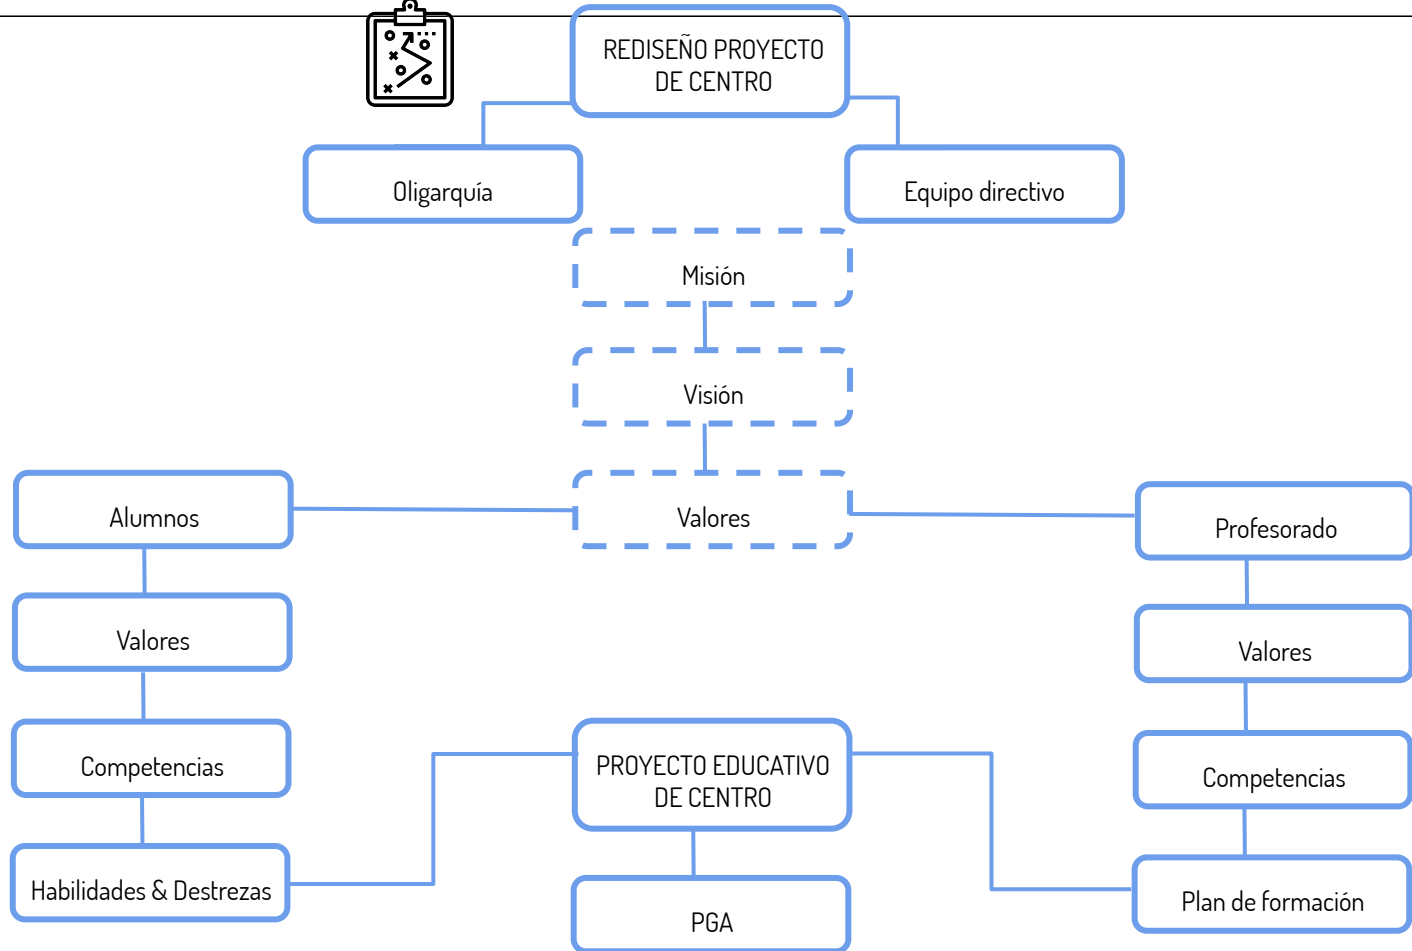 REDISEÑO PROYECTO
DE CENTRO
Oligarquía
Equipo directivo
Misión
Visión
Valores
Alumnos
Valores
Competencias
Habilidades & Destrezas
Profesorado
Valores
Competencias
Plan de formación
PROYECTO EDUCATIVO
DE CENTRO
PGA